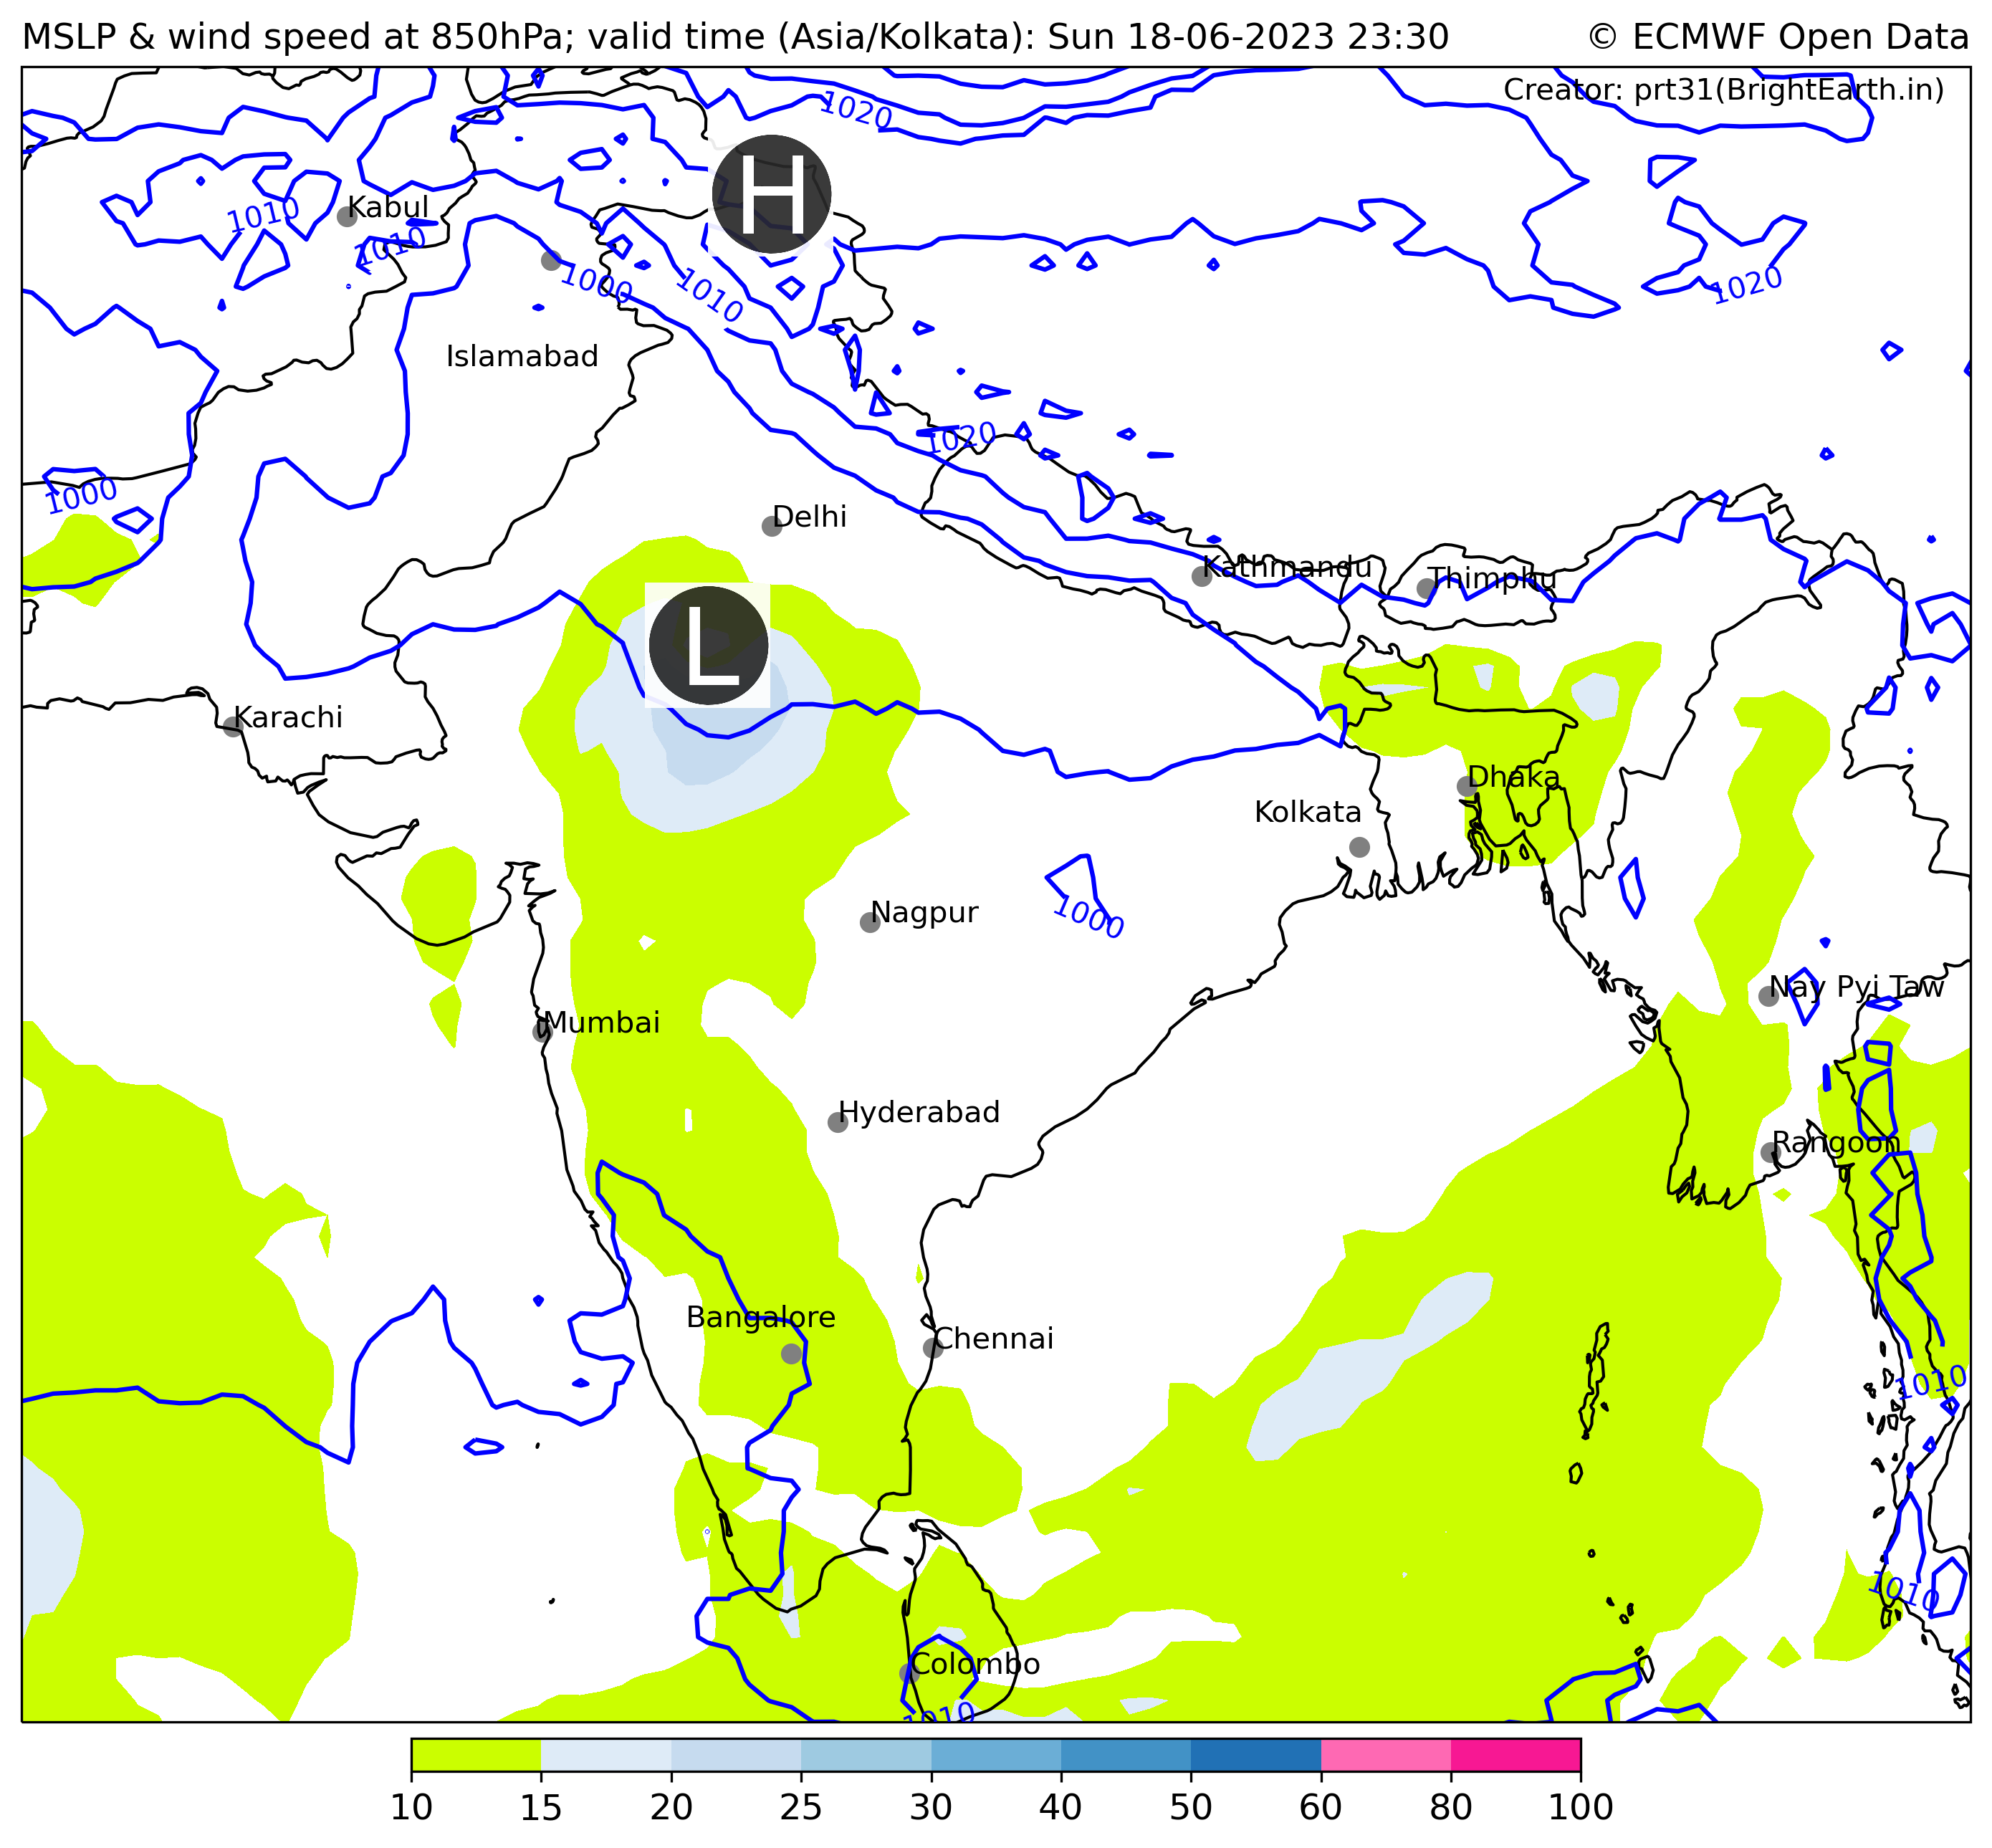 MSLP & wind speed at 850hPa; valid time (Asia/Kolkata): Sun 18-06-2023 23:30 © ECMWF Open Data
Creator: prt31(BrightEarth.in)
1020
H
Kabul
1010
1010
1000
1010
1020
Islamabad
1020
1000
Delhi
Kathmandu
Thimphu
L
Karachi
Dhaka
Kolkata
Nagpur
1000
Nay Pyi Taw
Mumbai
Hyderabad
Rangoon
Bangalore
Chennai
1010
1010
Colombo
1010
10 15 20 25 30 40 50 60 80 100